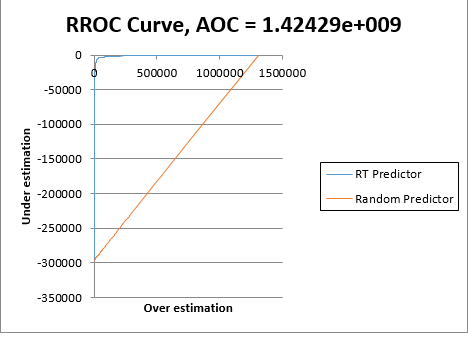 RROC Curve, AOC = 1.42429e+009
0 500000 1000000 1500000
0
-50000
-100000
-150000
-200000
-250000
-300000
-350000
Under estimation
Over estimation
RT Predictor
Random Predictor